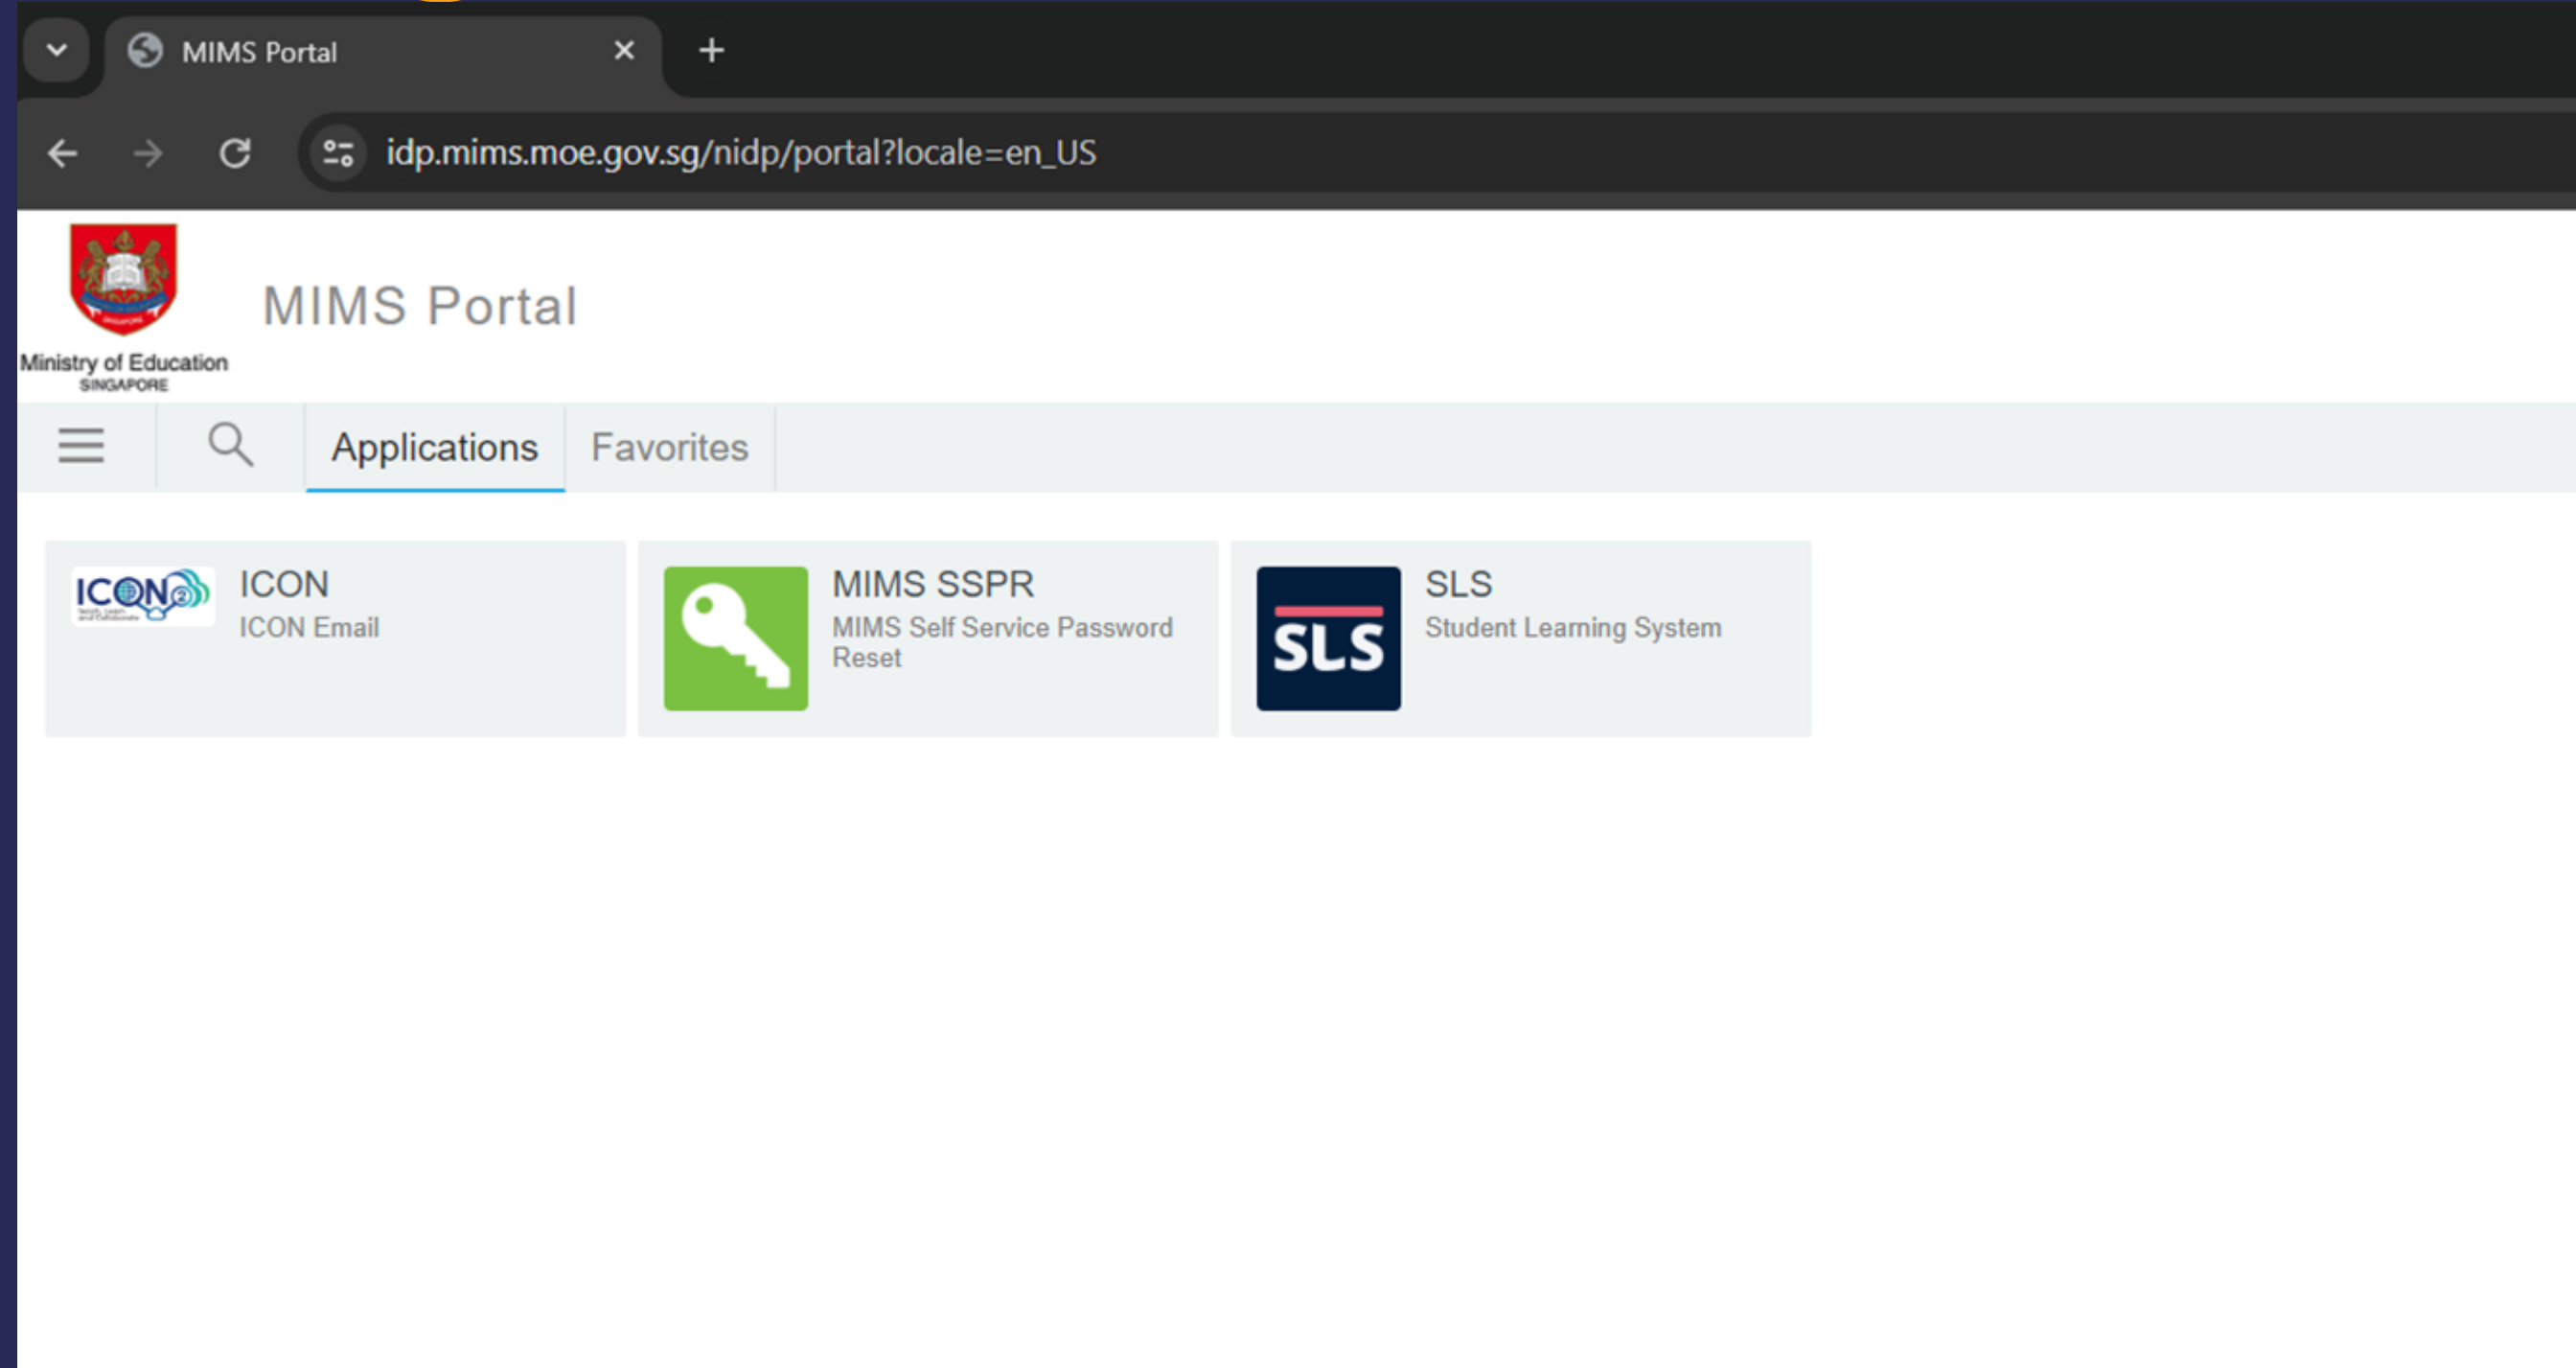 MIMS Portal
idp.mims.moe.gov.sg/nidp/portal?locale=en_US
MIMS Portal
Ministry of Education
SINGAPORE
Applications
Favorites
ICON 2
ICON
ICON Email
MIMS SSPR
MIMS Self Service Password
Reset
SLS
SLS
Student Learning System